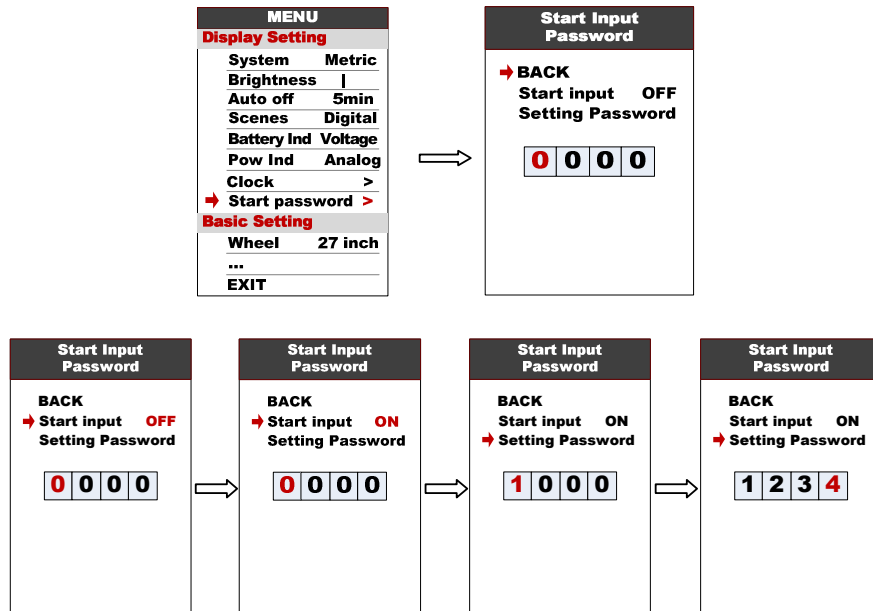 MENU
Display Setting
System Metric
Brightness |
Auto off 5min
Scenes Digital
Battery Ind Voltage
Pow Ind Analog
Clock >
Start password >
Basic Setting
Wheel 27 inch
...
EXIT
Start Input
Password
BACK
Start input OFF
Setting Password
0 0 0 0
Start Input
Password
BACK
Start input OFF
Setting Password
0 0 0 0
Start Input
Password
BACK
Start input ON
Setting Password
0 0 0 0
Start Input
Password
BACK
Start input ON
Setting Password
1 0 0 0
Start Input
Password
BACK
Start input ON
Setting Password
1 2 3 4